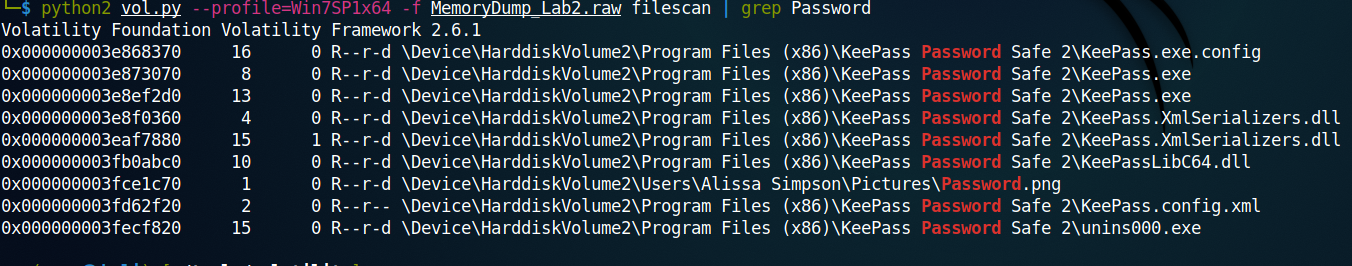 └─$ python2 vol.py --profile=Win7SP1x64 -f MemoryDump_Lab2.raw filescan | grep Password
Volatility Foundation Volatility Framework 2.6.1
0x000000003e868370     16      0 R--r-d \Device\HarddiskVolume2\Program Files (x86)\KeePass Password Safe 2\KeePass.exe.config
0x000000003e873070      8      0 R--r-d \Device\HarddiskVolume2\Program Files (x86)\KeePass Password Safe 2\KeePass.exe
0x000000003e8ef2d0     13      0 R--r-d \Device\HarddiskVolume2\Program Files (x86)\KeePass Password Safe 2\KeePass.exe
0x000000003e8f0360      4      0 R--r-d \Device\HarddiskVolume2\Program Files (x86)\KeePass Password Safe 2\KeePass.XmlSerializers.dll
0x000000003eaf7880     15      1 R--r-d \Device\HarddiskVolume2\Program Files (x86)\KeePass Password Safe 2\KeePass.XmlSerializers.dll
0x000000003fb0abc0     10      0 R--r-d \Device\HarddiskVolume2\Program Files (x86)\KeePass Password Safe 2\KeePassLibC64.dll
0x000000003fce1c70      1      0 R--r-d \Device\HarddiskVolume2\Users\Alissa Simpson\Pictures\Password.png
0x000000003fd62f20      2      0 R--r-- \Device\HarddiskVolume2\Program Files (x86)\KeePass Password Safe 2\KeePass.config.xml
0x000000003fecf820     15      0 R--r-d \Device\HarddiskVolume2\Program Files (x86)\KeePass Password Safe 2\unins000.exe